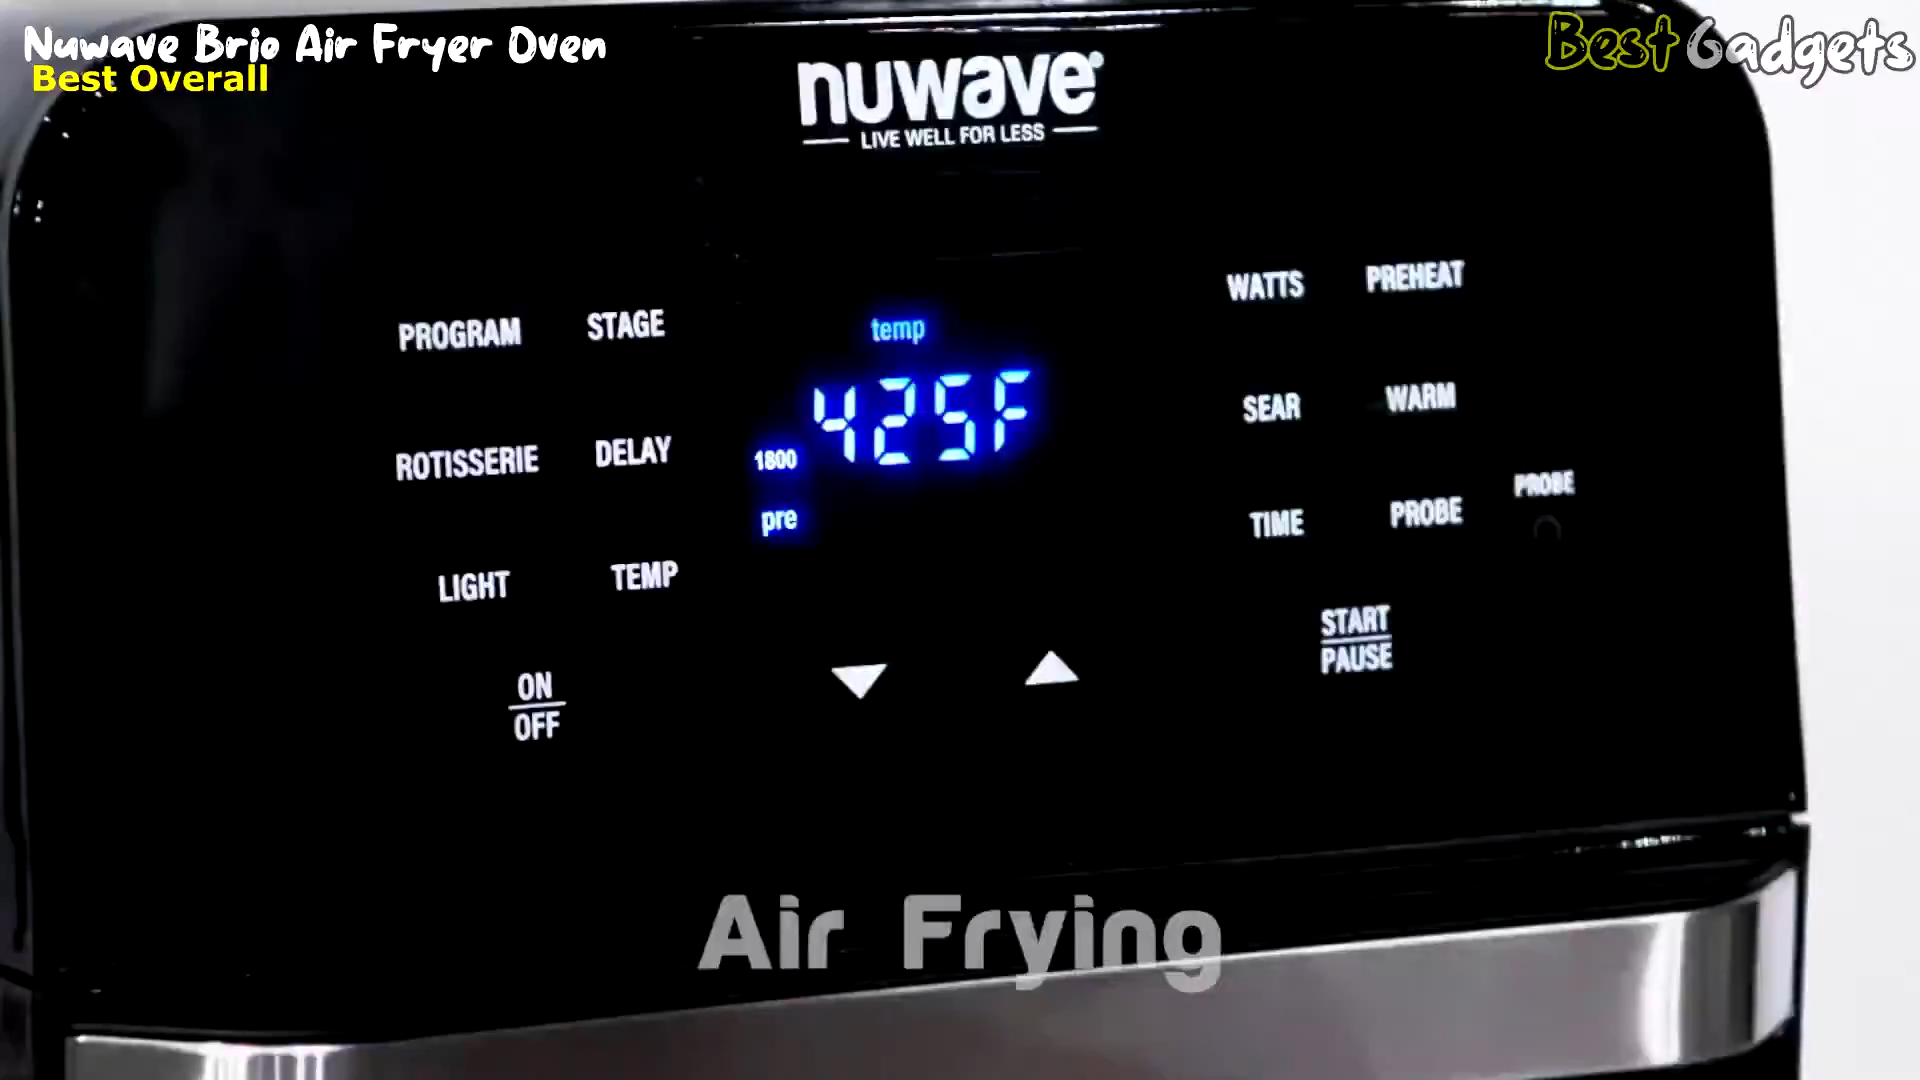 Nuwave Brio Air Fryer Oven
Best Overall
Best Gadgets
nuwave
LIVE WELL FOR LESS
PROGRAM
STAGE
temp
WATTS
PREHEAT
425F
ROTISSERIE
DELAY
1800
SEAR
WARM
pre
TIME
PROBE
PROBE
LIGHT
TEMP
START
PAUSE
ON
OFF
Air Frying